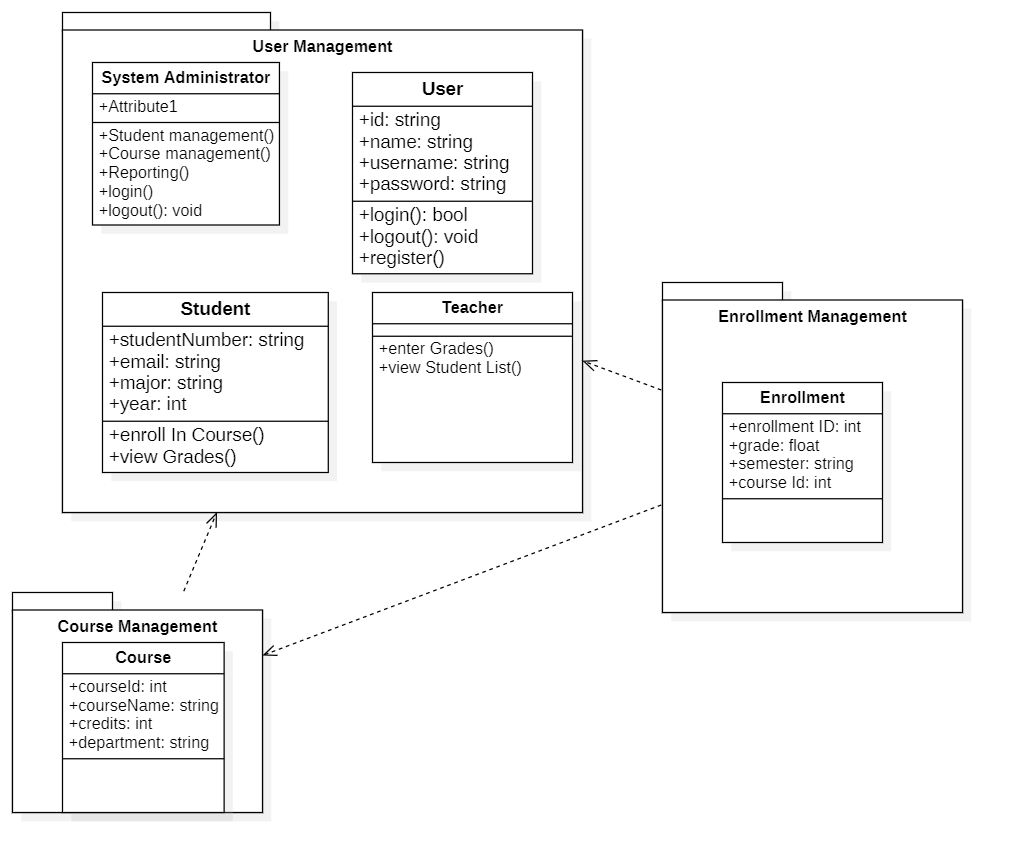 User Management
System Administrator
+Attribute1
+Student management()
+Course management()
+Reporting()
+login()
+logout(): void
User
+id: string
+name: string
+username: string
+password: string
+login(): bool
+logout(): void
+register()
Student
+studentNumber: string
+email: string
+major: string
+year: int
+enroll In Course()
+view Grades()
Teacher
+enter Grades()
+view Student List()
Enrollment Management
Enrollment
+enrollment ID: int
+grade: float
+semester: string
+course Id: int
Course Management
Course
+courseId: int
+courseName: string
+credits: int
+department: string